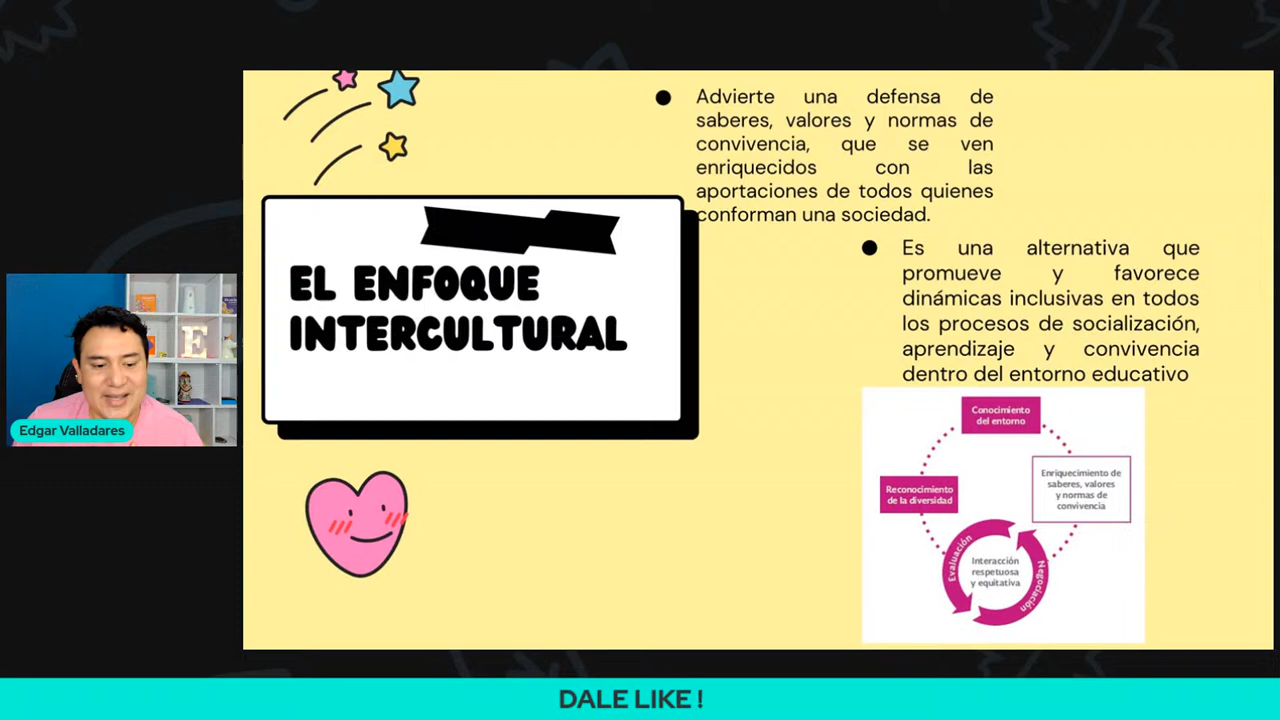 Advierte una defensa de
saberes, valores y normas de
convivencia, que se ven
enriquecidos con las
aportaciones de todos quienes
conforman una sociedad.
EL ENFOQUE
INTERCULTURAL
Es una alternativa que
promueve y favorece
dinámicas inclusivas en todos
los procesos de socialización,
aprendizaje y convivencia
dentro del entorno educativo
Conocimiento
del entorno
Enriquecimiento de
saberes, valores
y normas de
convivencia
Reconocimiento
de la diversidad
Evaluación
Interacción
respetuosa
y equitativa
Negociación
E
Edgar Valladares
DALE LIKE !